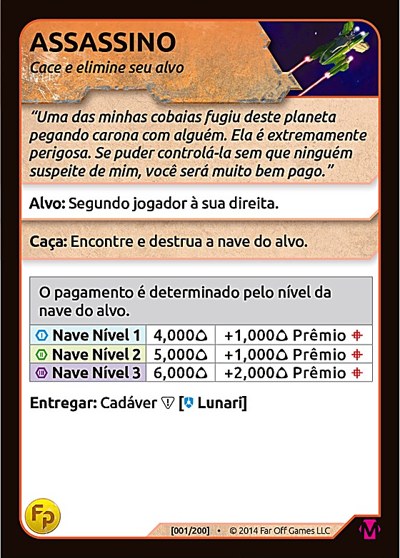 ASSASSINO
Cace e elimine seu alvo
“Uma das minhas cobaias fugiu deste planeta
pegando carona com alguém. Ela é extremamente
perigosa. Se puder controlá-la sem que ninguém
suspeite de mim, você será muito bem pago.”
Alvo: Segundo jogador à sua direita.
Caça: Encontre e destrua a nave do alvo.
O pagamento é determinado pelo nível da
nave do alvo.
Nave Nível 1 4,000 +1,000 Prêmio
Nave Nível 2 5,000 +1,000 Prêmio
Nave Nível 3 6,000 +2,000 Prêmio
Entregar: Cadáver [Lunari]
FP
[001/200] • © 2014 Far Off Games LLC